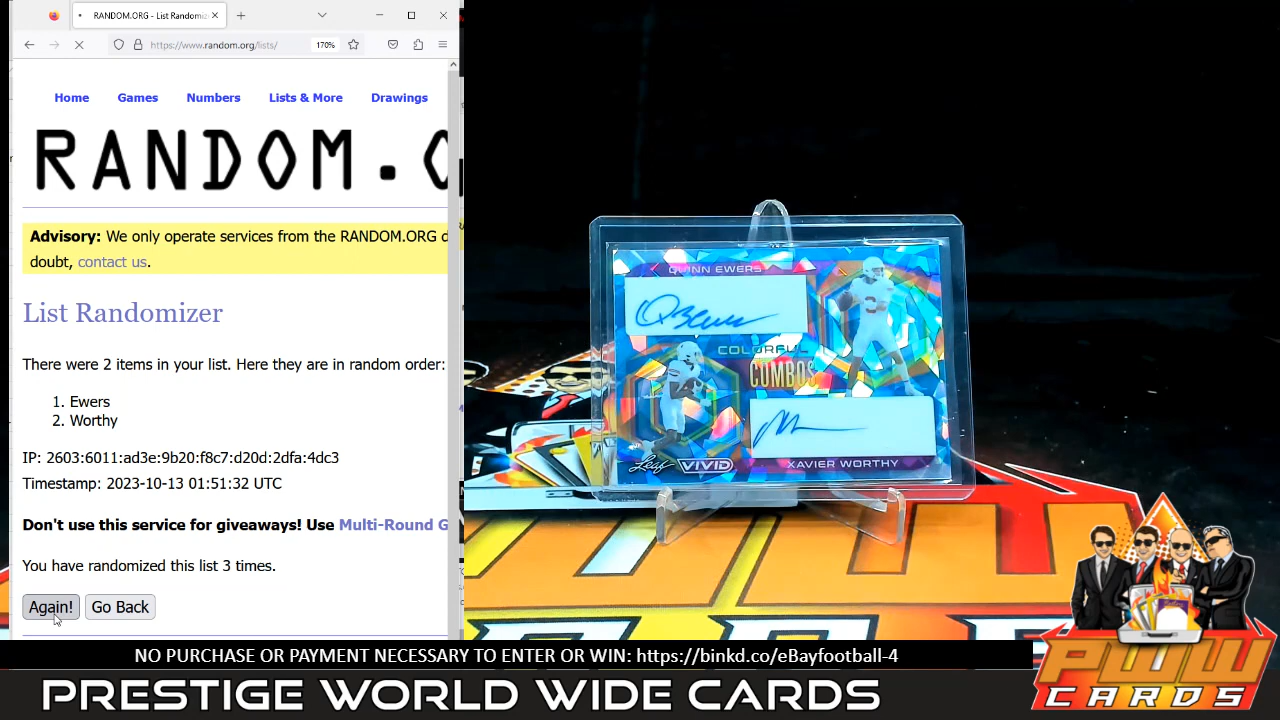 RANDOM.ORG - List Randomiz
https://www.random.org/lists/
170%
Home
Games
Numbers
Lists & More
Drawings
RANDOM.O
Advisory: We only operate services from the RANDOM.ORG d
doubt, contact us.
List Randomizer
There were 2 items in your list. Here they are in random order:
1. Ewers
2. Worthy
IP: 2603:6011:ad3e:9b20:f8c7:d20d:2dfa:4dc3
Timestamp: 2023-10-13 01:51:32 UTC
Don't use this service for giveaways! Use Multi-Round G
You have randomized this list 3 times.
Again!
Go Back
QUINN EWERS
COLORFUL
COMBOS
Leaf VIVID
XAVIER WORTHY
NO PURCHASE OR PAYMENT NECESSARY TO ENTER OR WIN: https://binkd.co/eBayfootball-4
PRESTIGE WORLD WIDE CARDS
PWW
CARDS